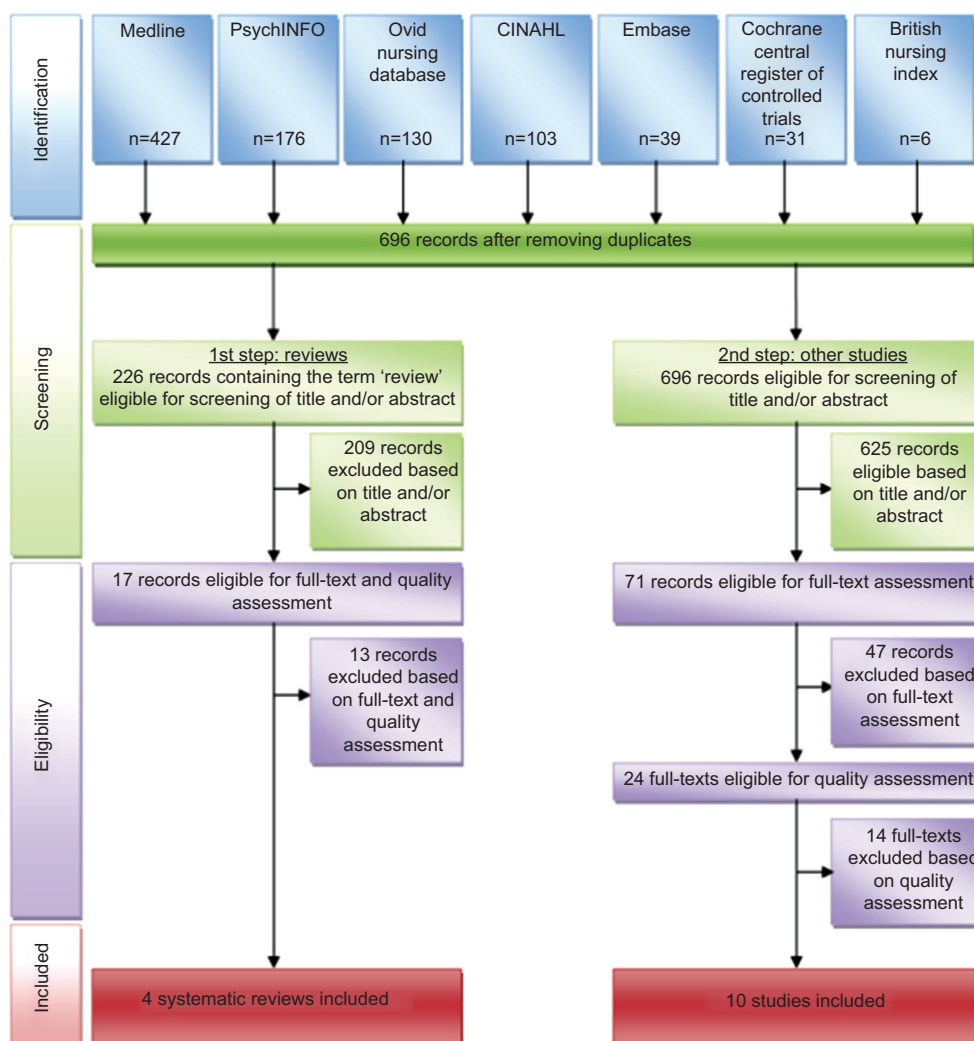 Identification
Medline
n=427
PsychINFO
n=176
Ovid
nursing
database
n=130
CINAHL
n=103
Embase
n=39
Cochrane
central
register of
controlled
trials
n=31
British
nursing
index
n=6
Screening
696 records after removing duplicates
1st step: reviews
226 records containing the term ‘review’
eligible for screening of title and/or abstract
209 records
excluded based
on title and/or
abstract
2nd step: other studies
696 records eligible for screening of
title and/or abstract
625 records
eligible based
on title and/or
abstract
Eligibility
17 records eligible for full-text and quality
assessment
13 records
excluded based
on full-text and
quality
assessment
71 records eligible for full-text assessment
47 records
excluded based
on full-text
assessment
24 full-texts eligible for quality assessment
14 full-texts
excluded based
on quality
assessment
Included
4 systematic reviews included
10 studies included